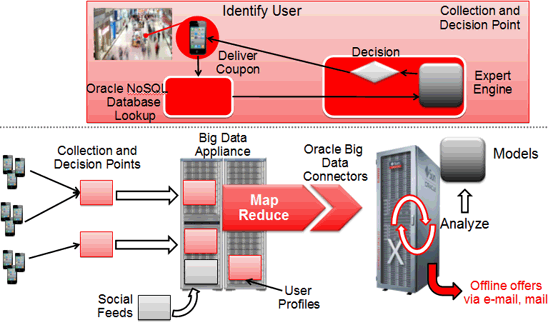 Identify User
Collection and
Decision Point
Deliver
Coupon
Decision
Expert
Engine
Oracle NoSQL
Database
Lookup
Big Data
Appliance
Collection and
Decision Points
Oracle Big
Data
Connectors
Models
Map
Reduce
X
Analyze
Social
Feeds
User
Profiles
Offline offers
via e-mail, mail